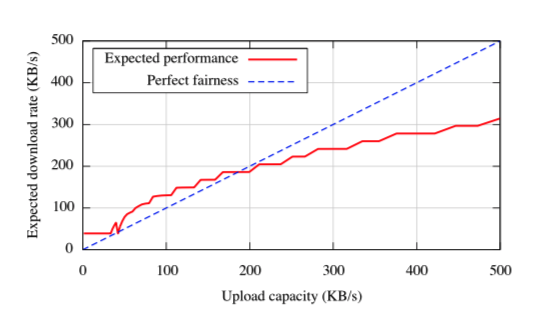 Expected download rate (KB/s)
500
400
300
200
100
0
Expected performance
Perfect fairness
0 100 200 300 400 500
Upload capacity (KB/s)